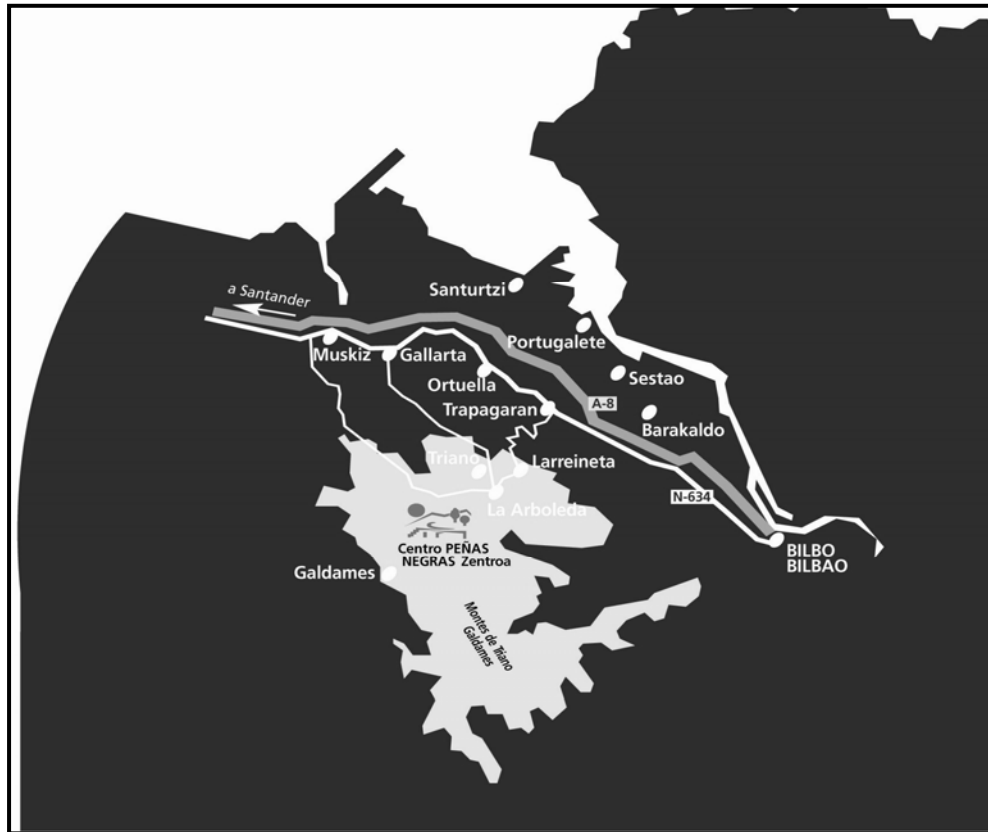 a Santander
Santurtzi
Portugalete
Muskiz
Gallarta
Ortuella
Sestao
Trapagaran
A-8
Barakaldo
Triano
Larreineta
N-634
La Arboleda
Centro PEÑAS
NEGRAS Zentroa
BILBO
BILBAO
Galdames
Montes de Triano
Galdames